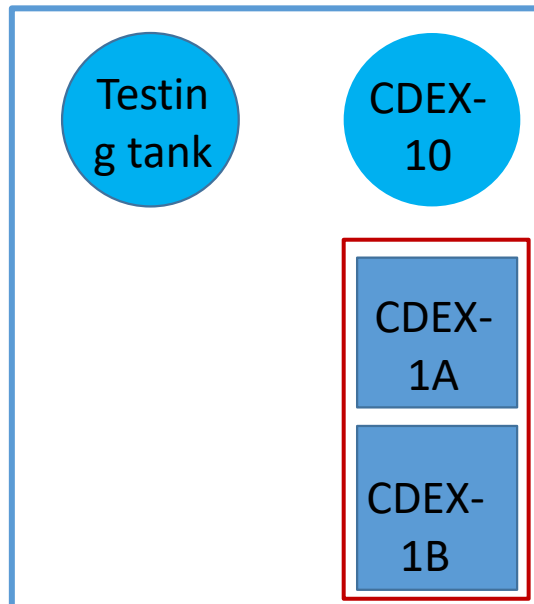 Testin
g tank
CDEX-
10
CDEX-
1A
CDEX-
1B